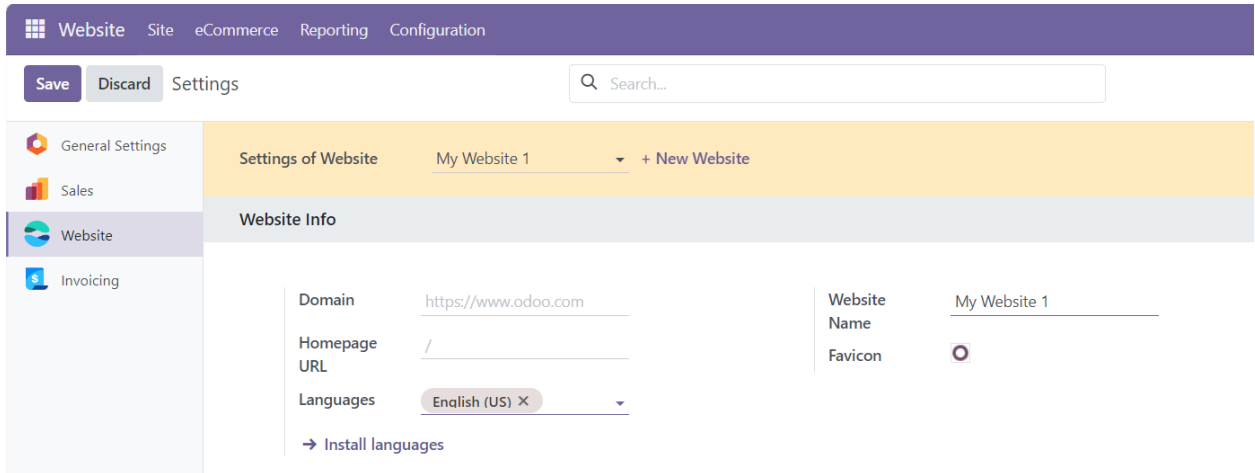 Website Site eCommerce Reporting Configuration
Save Discard Settings Search...
General Settings
Sales
Website
Invoicing
Settings of Website My Website 1 + New Website
Website Info
Domain https://www.odoo.com
Homepage
URL /
Languages English (US) ×
→ Install languages
Website
Name My Website 1
Favicon